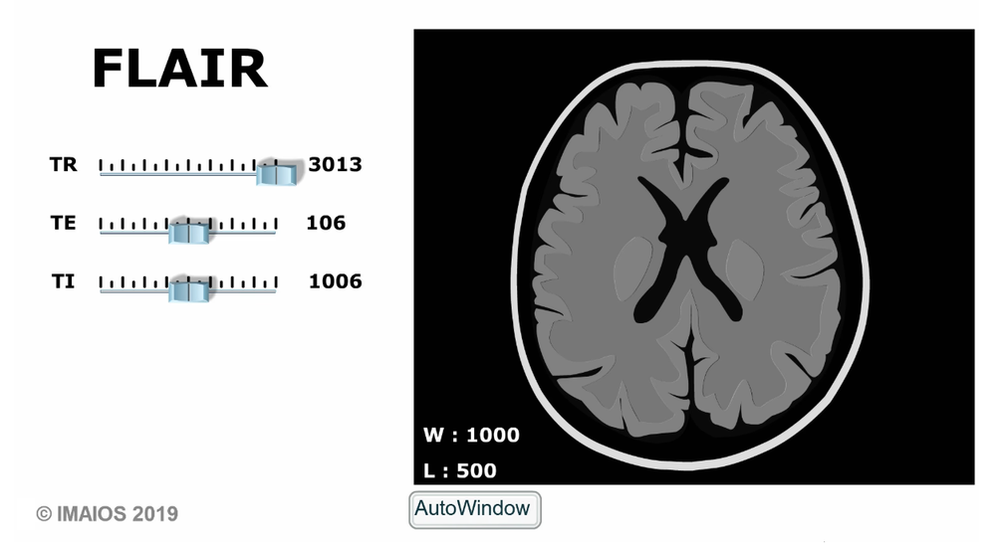 FLAIR
TR 3013
TE 106
TI 1006
W : 1000
L : 500
AutoWindow
© IMAIOS 2019